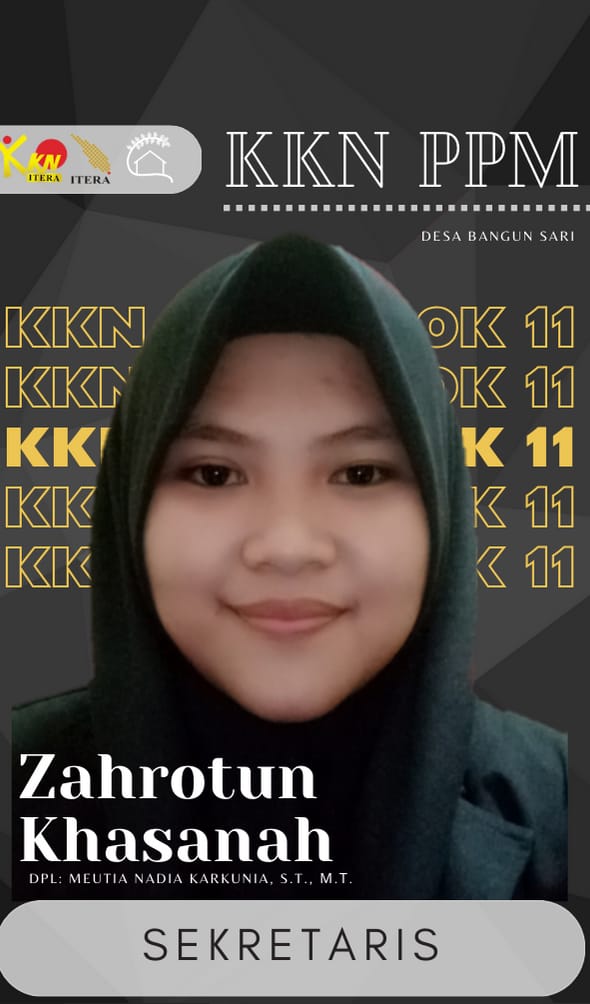 KKN
ITERA
ITERA
KKN PPM
DESA BANGUN SARI
KKN OK 11
KKN OK 11
KK K 11
KK K 11
KK K 11
Zahrotun
Khasanah
DPL: MEUTIA NADIA KARKUNIA, S.T., M.T.
SEKRETARIS